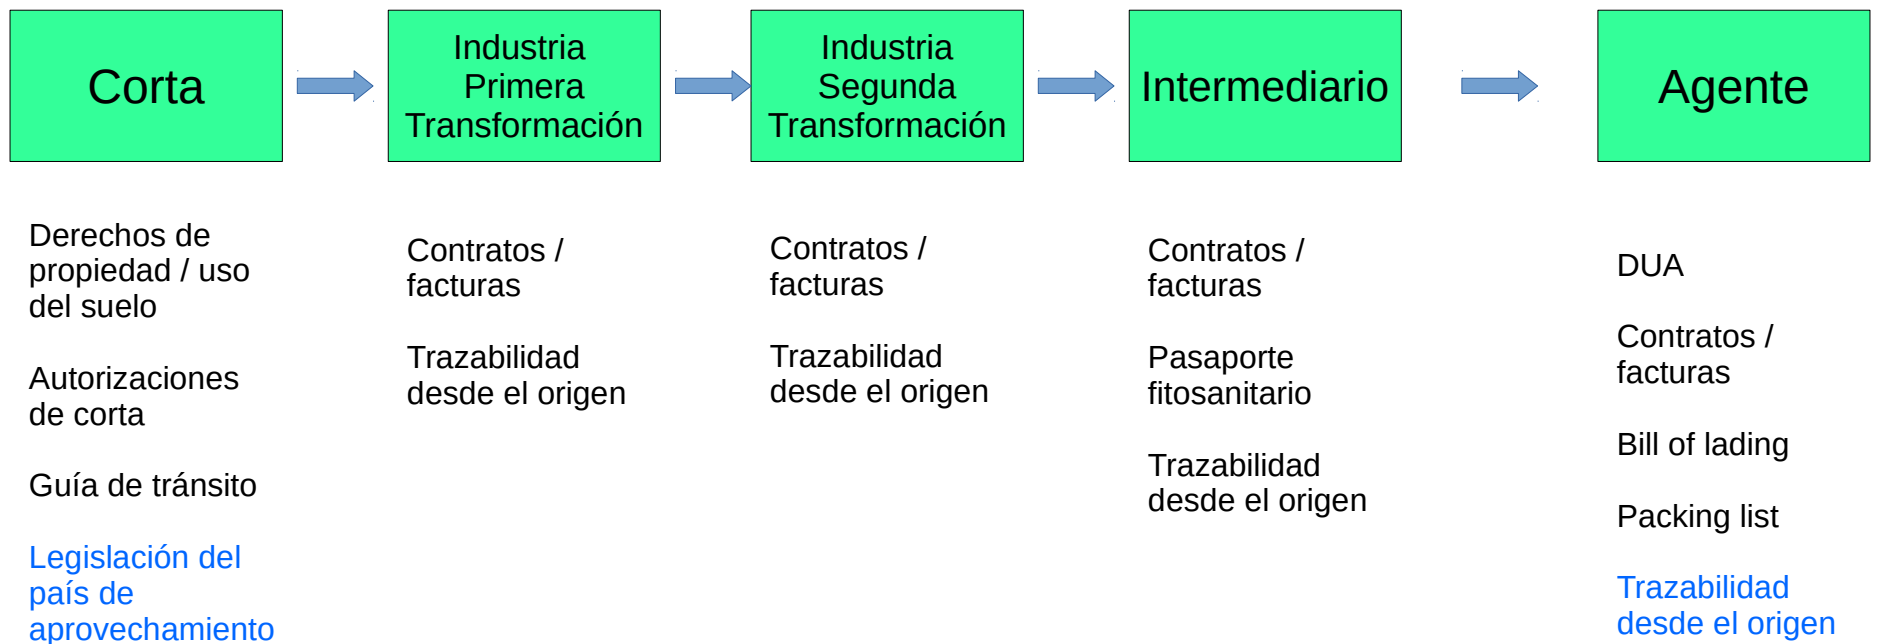 Corta
Industria
Primera
Transformación
Industria
Segunda
Transformación
Intermediario
Agente
Derechos de
propiedad / uso
del suelo
Autorizaciones
de corta
Guía de tránsito
Legislación del
país de
aprovechamiento
Contratos /
facturas
Trazabilidad
desde el origen
Contratos /
facturas
Trazabilidad
desde el origen
Contratos /
facturas
Pasaporte
fitosanitario
Trazabilidad
desde el origen
DUA
Contratos /
facturas
Bill of lading
Packing list
Trazabilidad
desde el origen